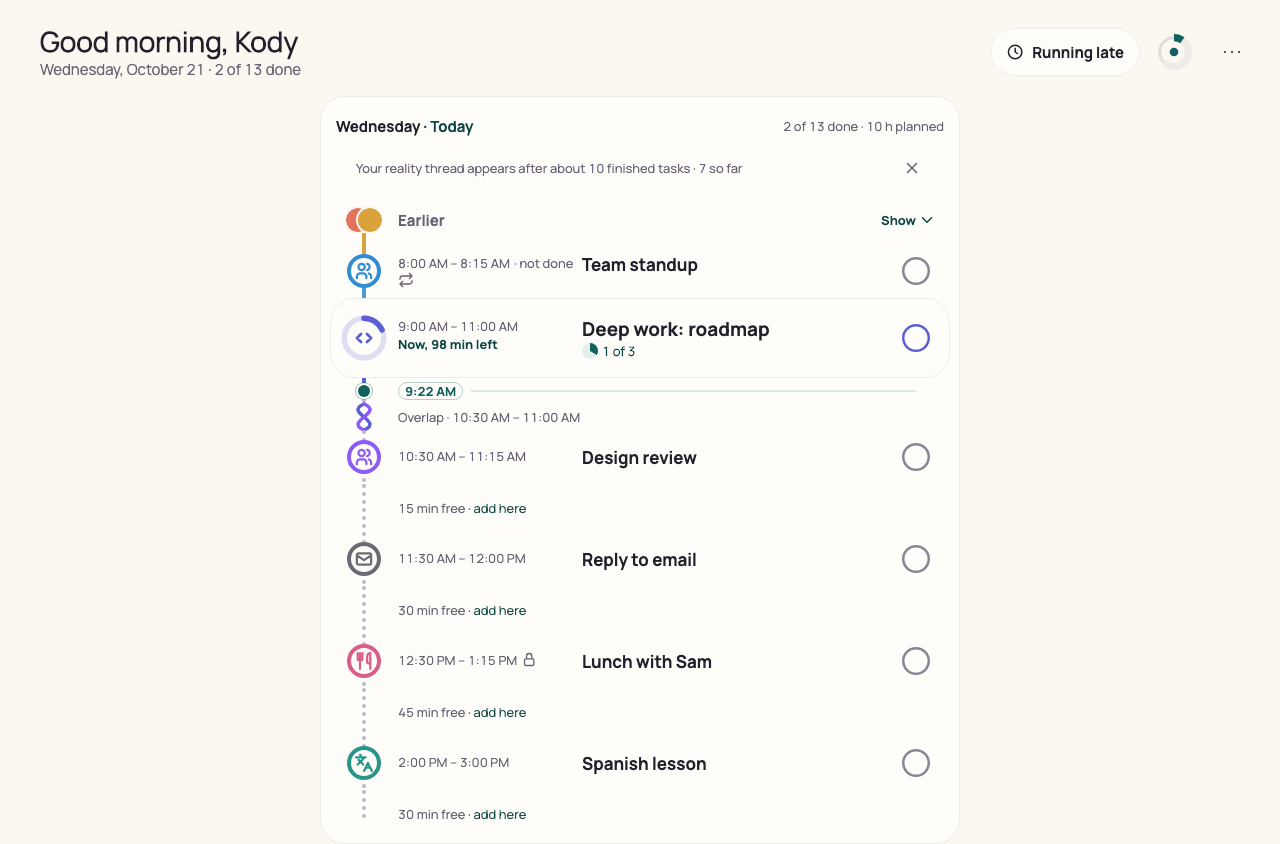 Good morning, Kody
Wednesday, October 21 · 2 of 13 done
Running late
Wednesday · Today
2 of 13 done · 10 h planned
Your reality thread appears after about 10 finished tasks · 7 so far
Earlier
Show
8:00 AM – 8:15 AM · not done
Team standup
9:00 AM – 11:00 AM
Now, 98 min left
Deep work: roadmap
1 of 3
9:22 AM
Overlap · 10:30 AM – 11:00 AM
10:30 AM – 11:15 AM
Design review
15 min free · add here
11:30 AM – 12:00 PM
Reply to email
30 min free · add here
12:30 PM – 1:15 PM
Lunch with Sam
45 min free · add here
2:00 PM – 3:00 PM
Spanish lesson
30 min free · add here